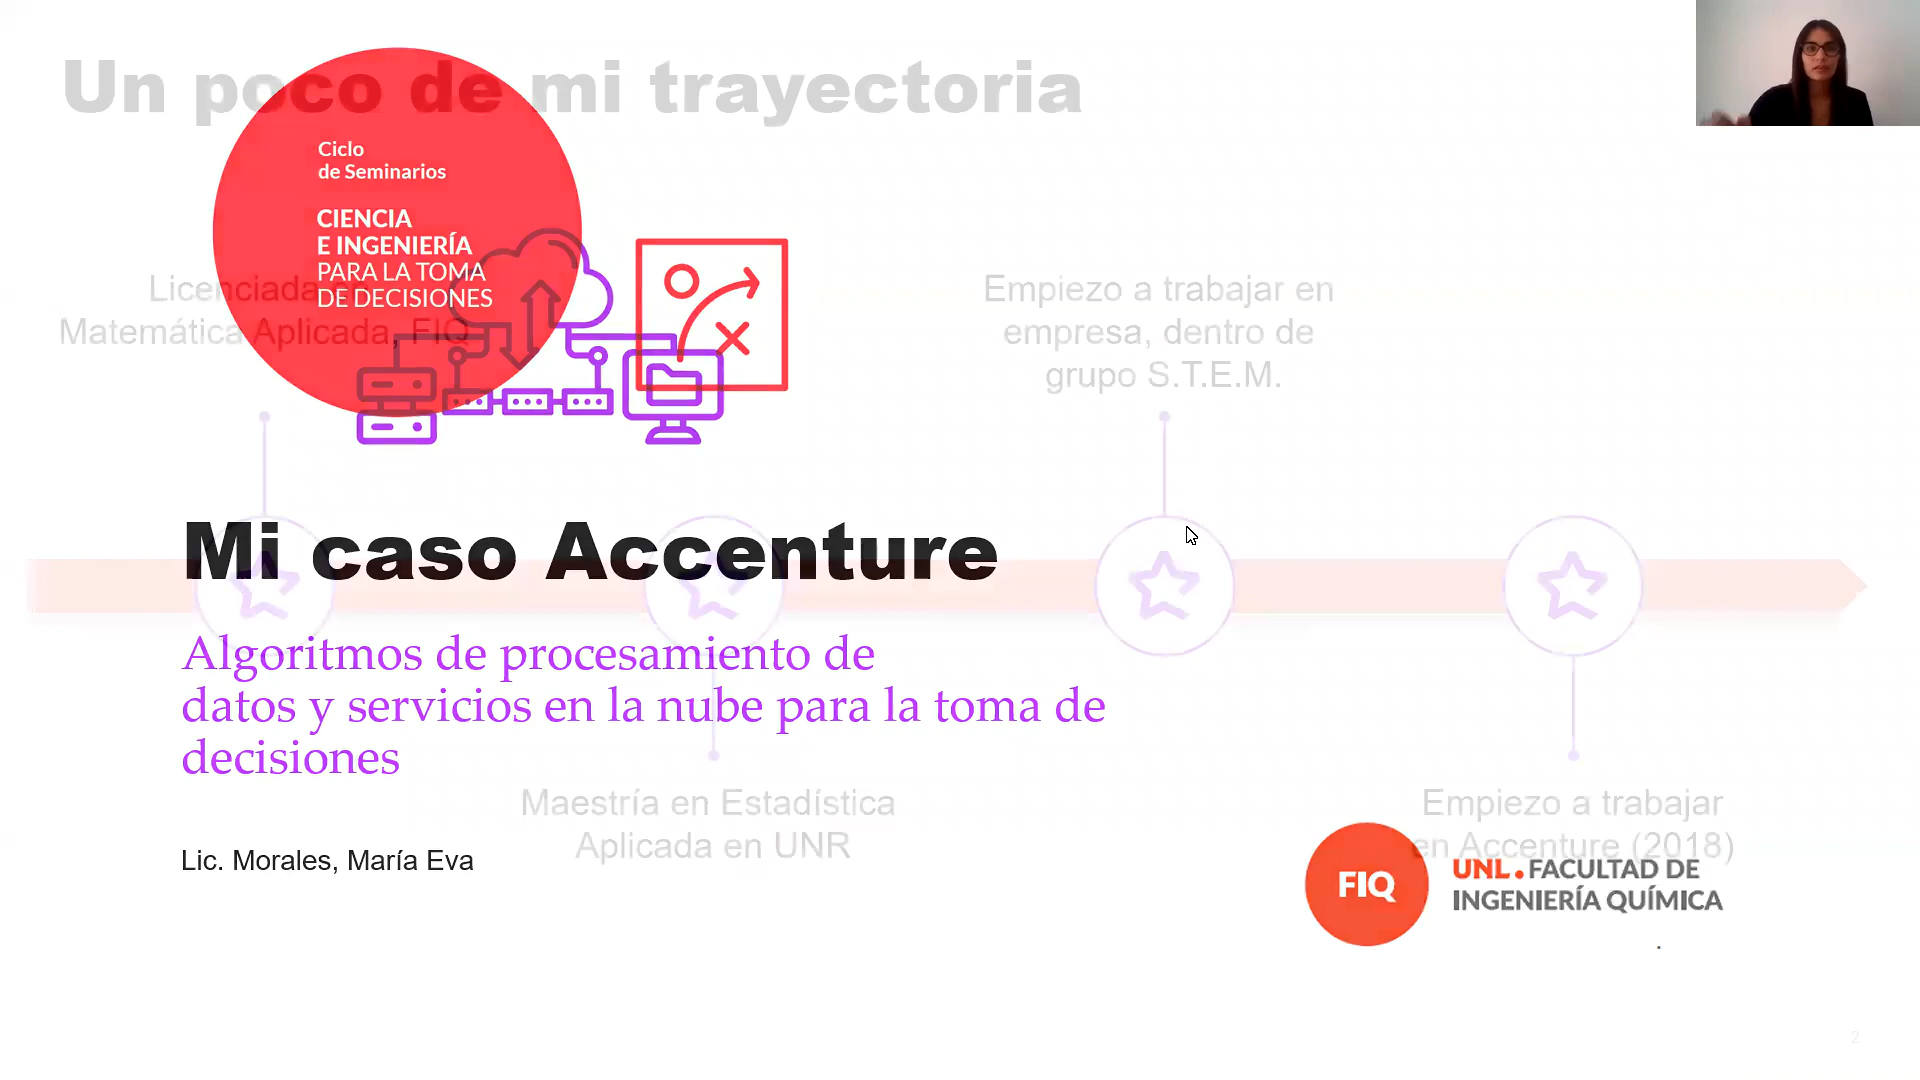 Un poco de mi trayectoria
Ciclo
de Seminarios
CIENCIA
E INGENIERÍA
PARA LA TOMA
DE DECISIONES
Licenciada en
Matemática Aplicada, FIQ
Empiezo a trabajar en
empresa, dentro de
grupo S.T.E.M.
Mi caso Accenture
Algoritmos de procesamiento de
datos y servicios en la nube para la toma de
decisiones
Maestría en Estadística
Aplicada en UNR
Empiezo a trabajar
en Accenture (2018)
Lic. Morales, María Eva
FIQ
UNL.FACULTAD DE
INGENIERÍA QUÍMICA
.
2